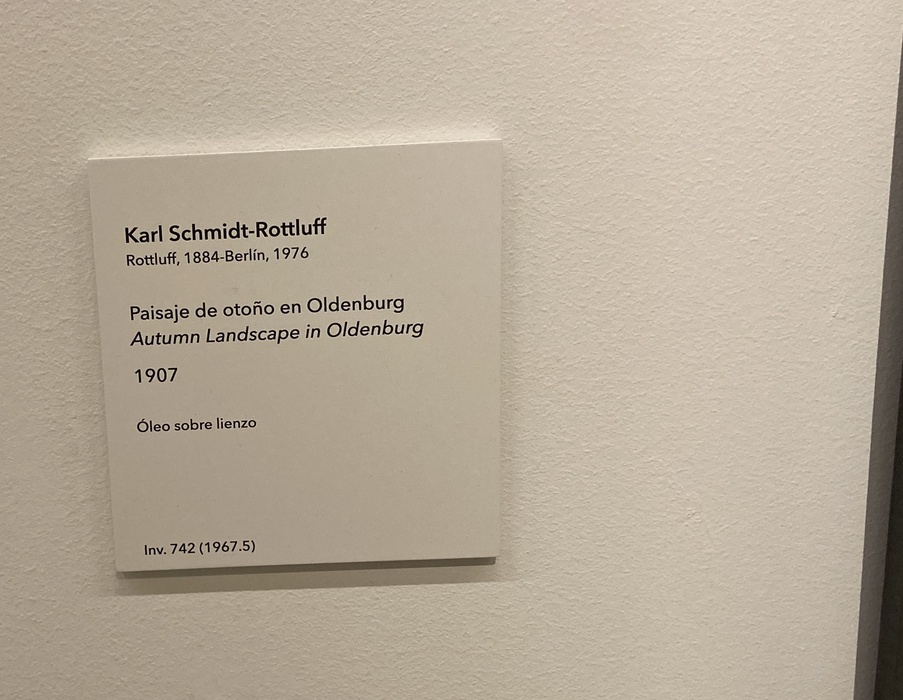 Karl Schmidt-Rottluff
Rottluff, 1884-Berlín, 1976
Paisaje de otoño en Oldenburg
Autumn Landscape in Oldenburg
1907
Óleo sobre lienzo
Inv. 742 (1967.5)